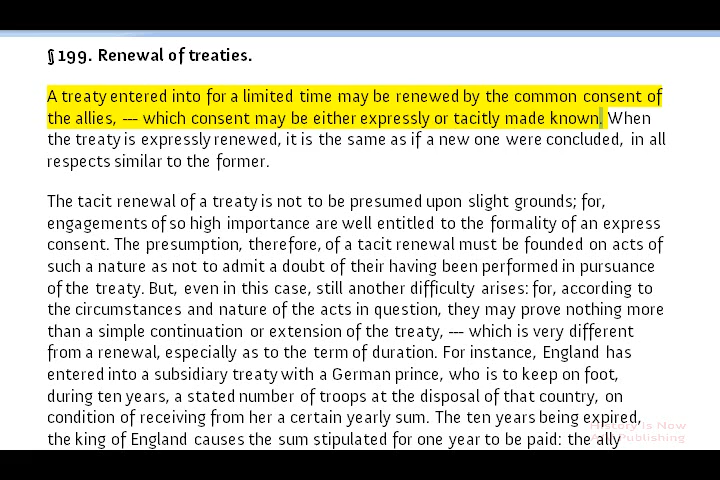 § 199. Renewal of treaties.
A treaty entered into for a limited time may be renewed by the common consent of
the allies, --- which consent may be either expressly or tacitly made known. When
the treaty is expressly renewed, it is the same as if a new one were concluded, in all
respects similar to the former.
The tacit renewal of a treaty is not to be presumed upon slight grounds; for,
engagements of so high importance are well entitled to the formality of an express
consent. The presumption, therefore, of a tacit renewal must be founded on acts of
such a nature as not to admit a doubt of their having been performed in pursuance
of the treaty. But, even in this case, still another difficulty arises: for, according to
the circumstances and nature of the acts in question, they may prove nothing more
than a simple continuation or extension of the treaty, --- which is very different
from a renewal, especially as to the term of duration. For instance, England has
entered into a subsidiary treaty with a German prince, who is to keep on foot,
during ten years, a stated number of troops at the disposal of that country, on
condition of receiving from her a certain yearly sum. The ten years being expired,
the king of England causes the sum stipulated for one year to be paid: the ally
History Is Now
Publishing